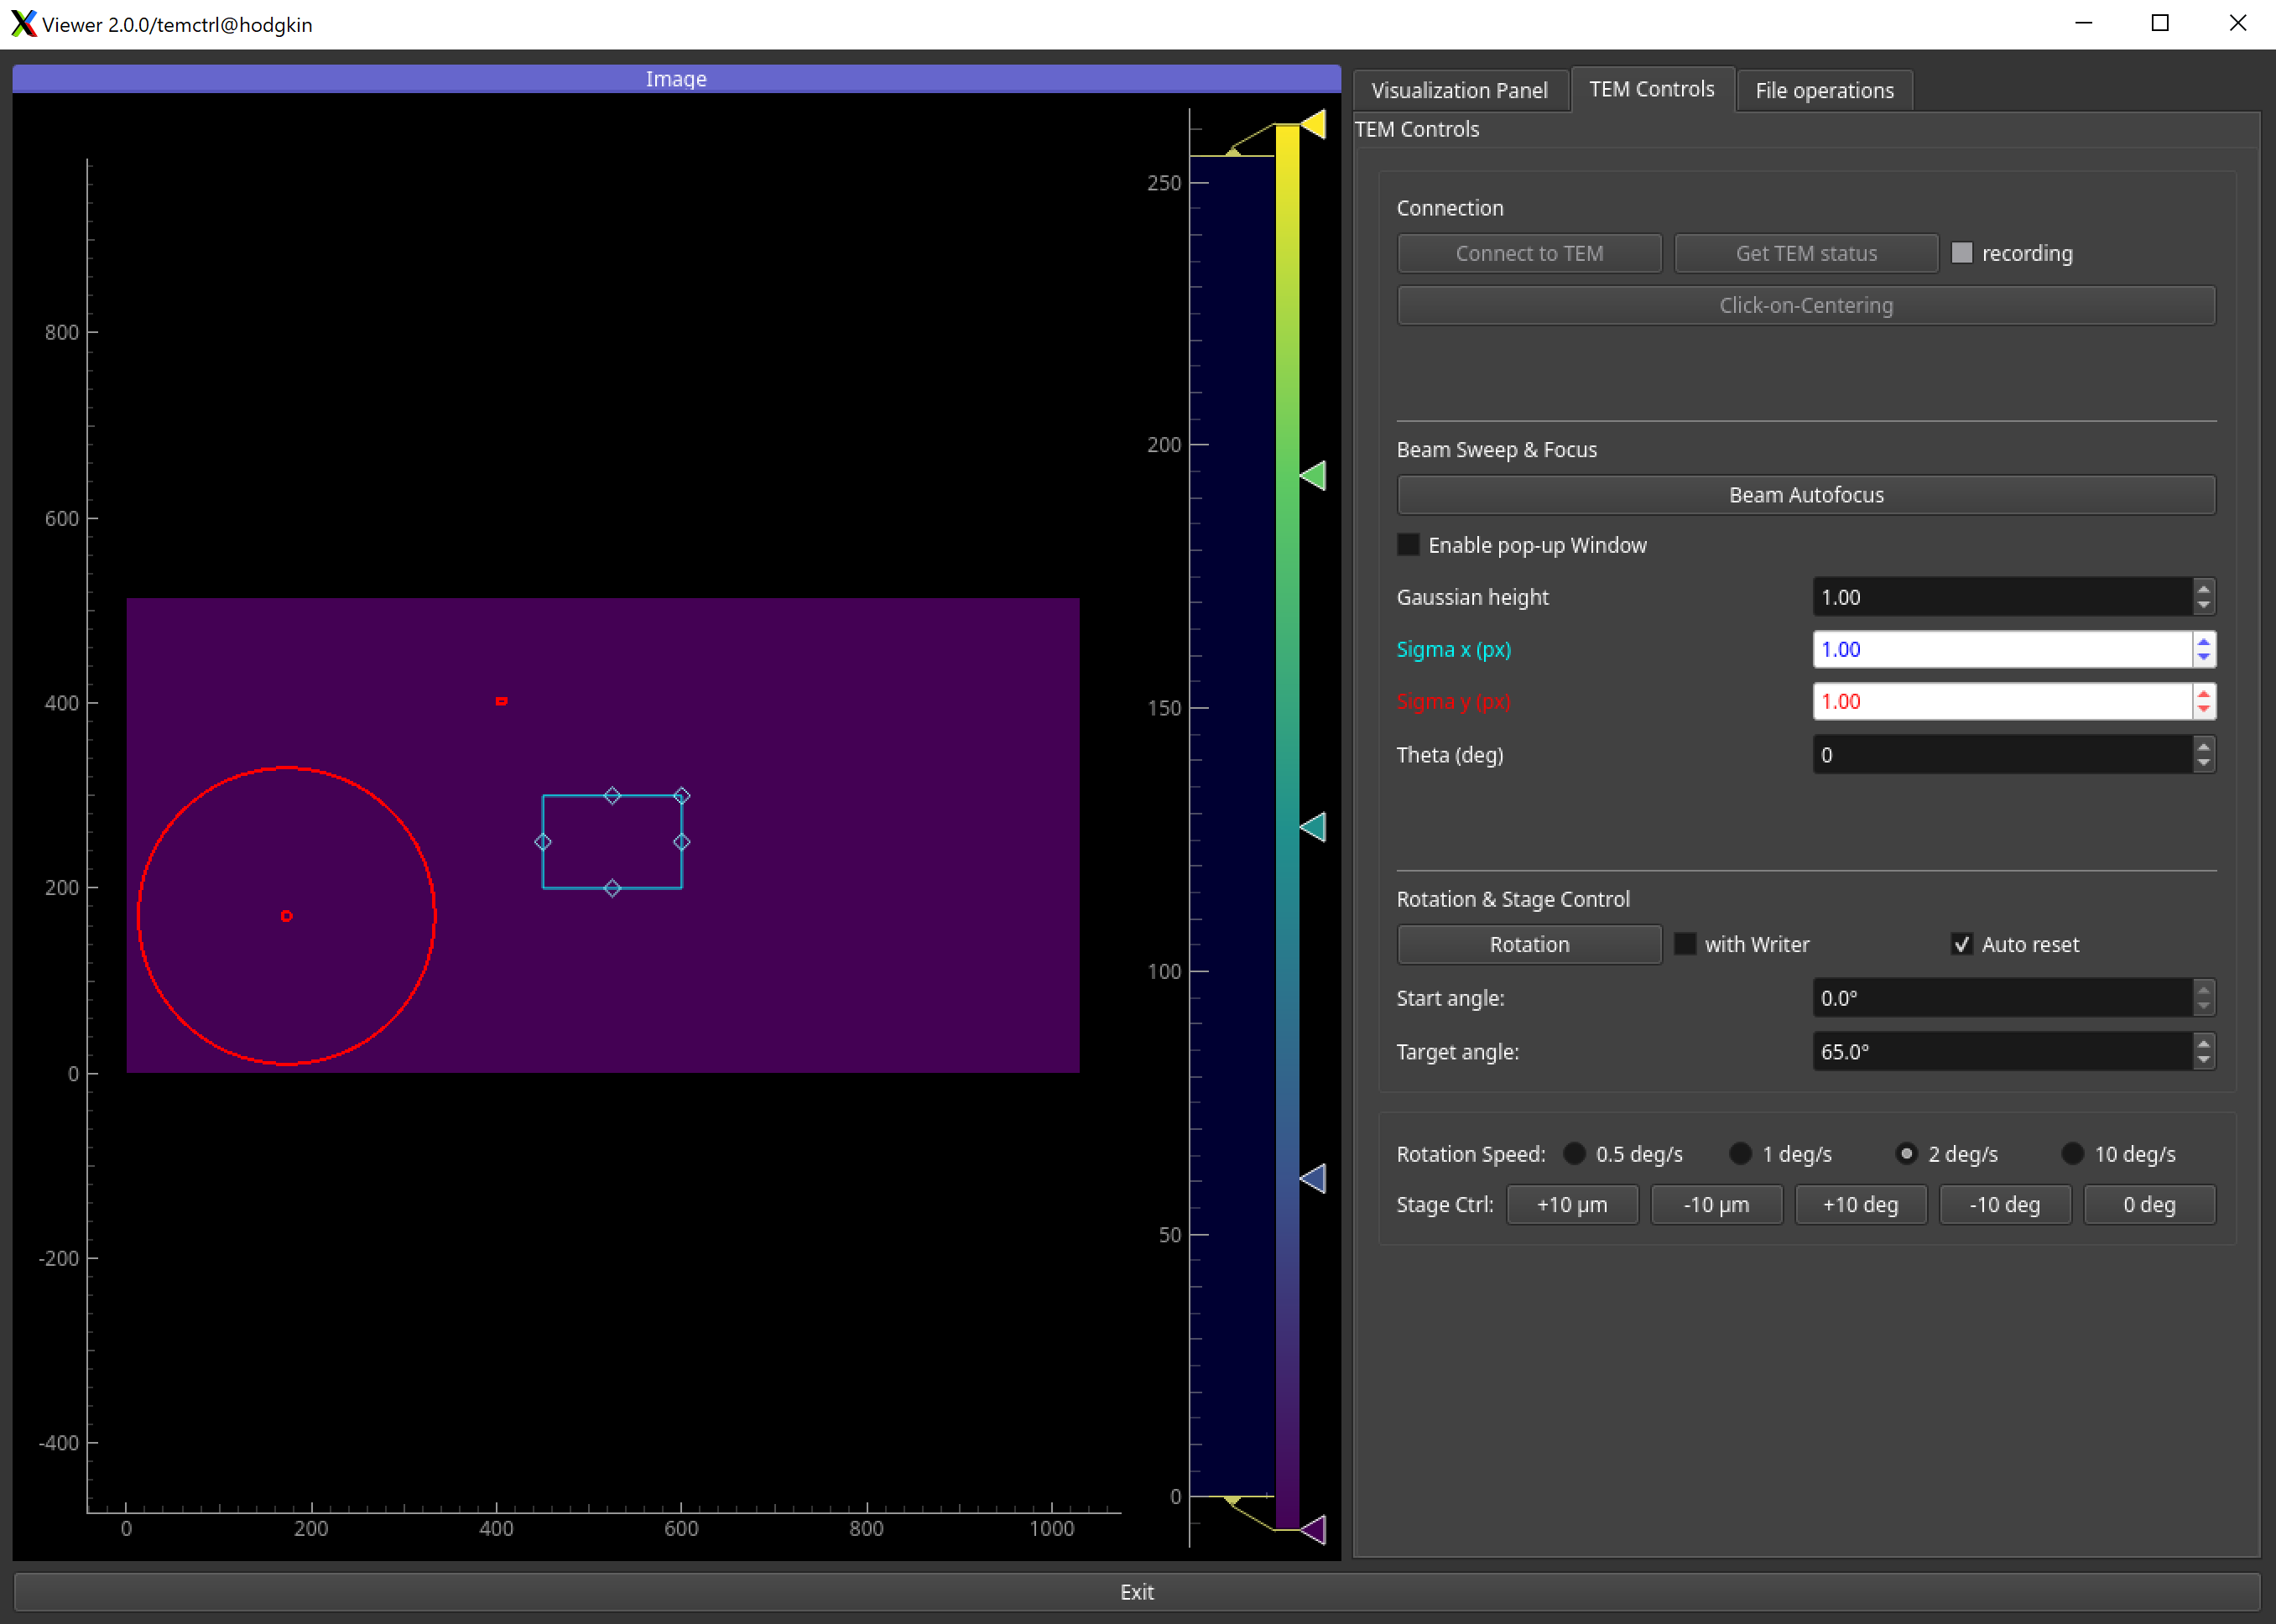 Viewer 2.0.0/temctrl@hodgkin
Image
800
600
400
200
0
-200
-400
0 200 400 600 800 1000
250
200
150
100
50
0
Visualization Panel TEM Controls File operations
TEM Controls
Connection
Connect to TEM Get TEM status recording
Click-on-Centering
Beam Sweep & Focus
Beam Autofocus
Enable pop-up Window
Gaussian height 1.00
Sigma x (px) 1.00
Sigma y (px) 1.00
Theta (deg) 0
Rotation & Stage Control
Rotation with Writer Auto reset
Start angle: 0.0°
Target angle: 65.0°
Rotation Speed: 0.5 deg/s 1 deg/s 2 deg/s 10 deg/s
Stage Ctrl: +10 µm -10 µm +10 deg -10 deg 0 deg
Exit